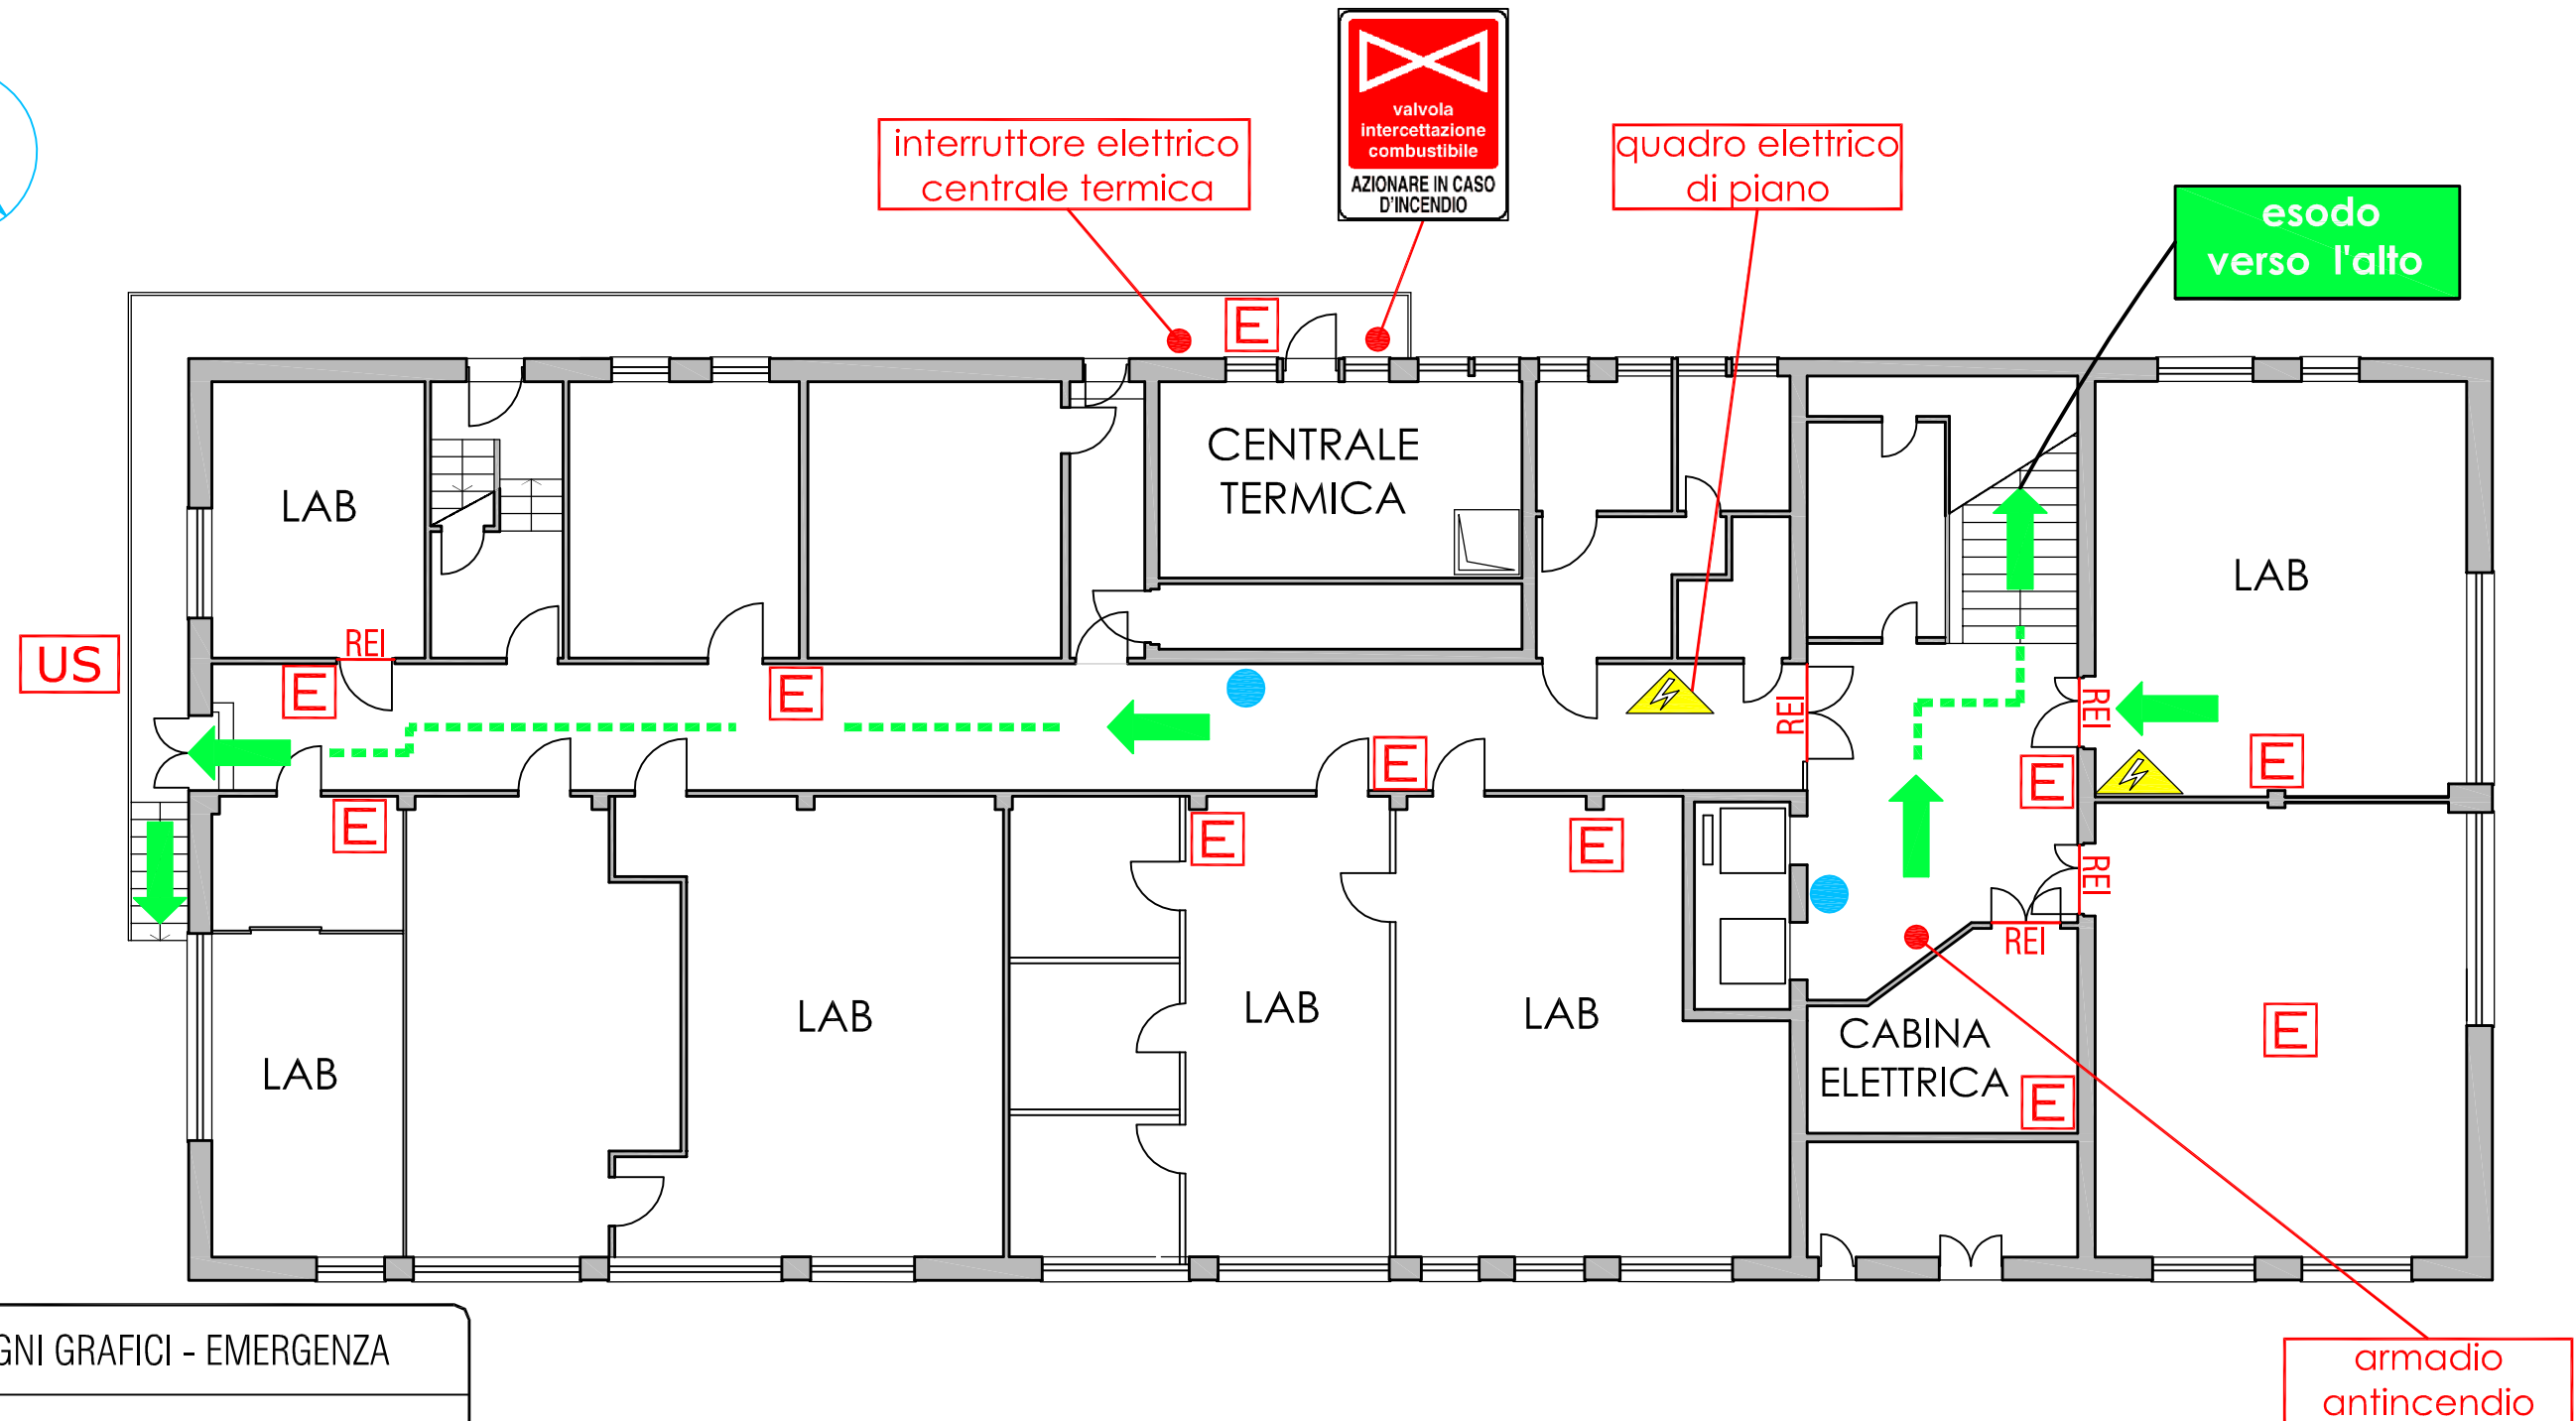 valvola
intercettazione
combustibile
AZIONARE IN CASO
D'INCENDIO
interruttore elettrico
centrale termica
quadro elettrico
di piano
esodo
verso l'alto
E
CENTRALE
TERMICA
LAB
LAB
REI
US
E
E
REI
REI
E
E
E
E
E
E
REI
REI
LAB
LAB
LAB
LAB
CABINA
ELETTRICA
E
E
GNI GRAFICI - EMERGENZA
armadio
antincendio